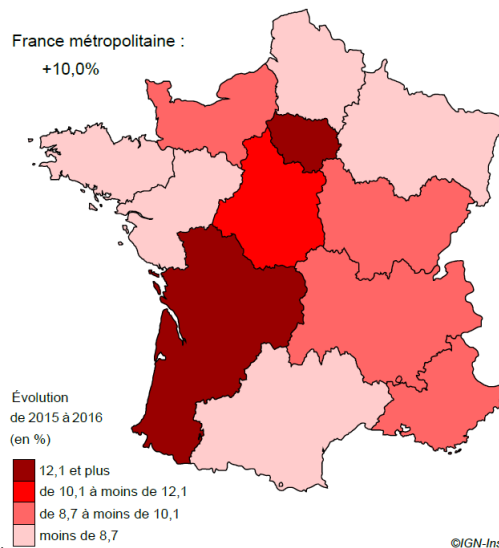 France métropolitaine :
+10,0%
Évolution
de 2015 à 2016
(en %)
12,1 et plus
de 10,1 à moins de 12,1
de 8,7 à moins de 10,1
moins de 8,7
©IGN-Ins